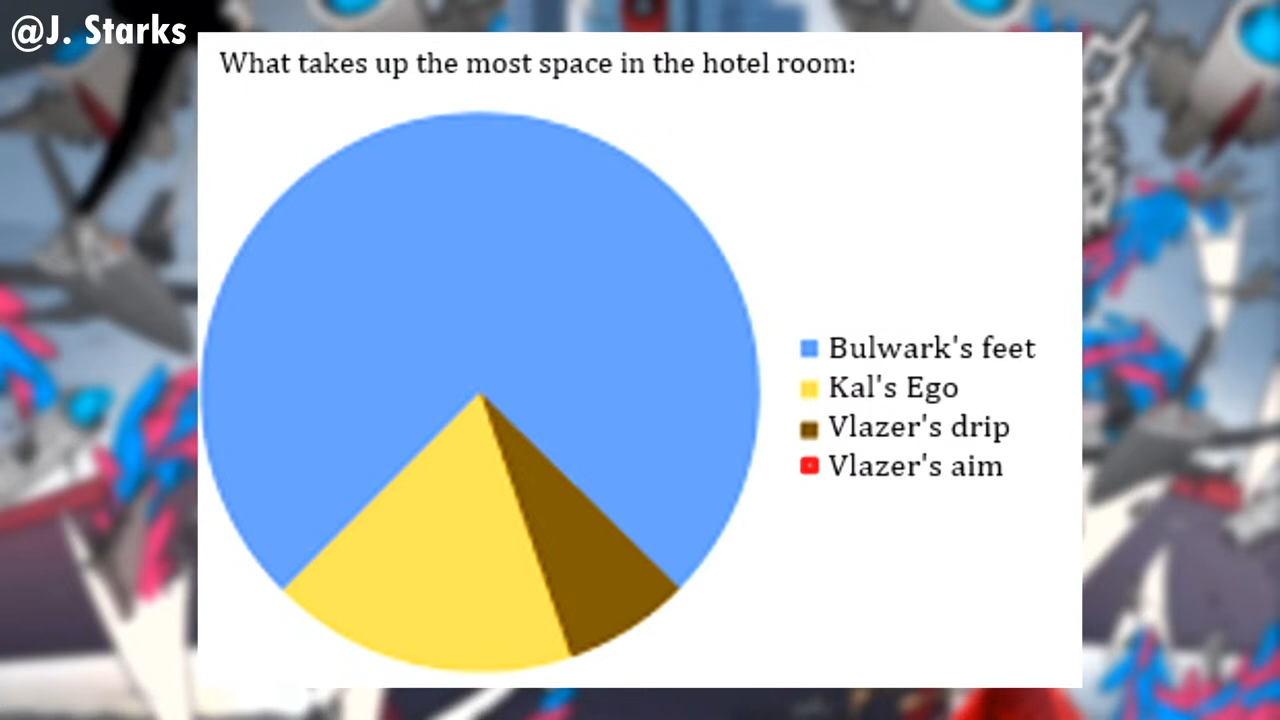 @J. Starks
What takes up the most space in the hotel room:
Bulwark's feet
Kal's Ego
Vlazer's drip
Vlazer's aim